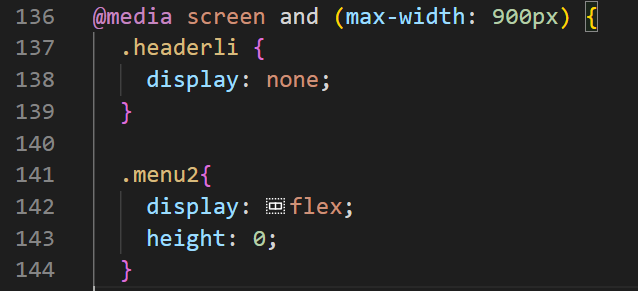 136 @media screen and (max-width: 900px) {
137 .headerli {
138 display: none;
139 }
140
141 .menu2{
142 display: flex;
143 height: 0;
144 }